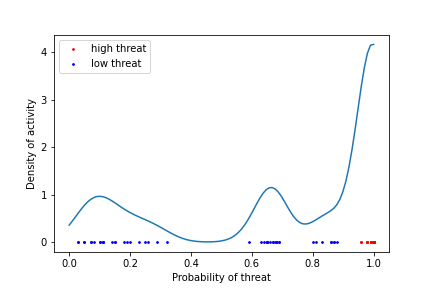 high threat
low threat
Density of activity
4
3
2
1
0
0.0 0.2 0.4 0.6 0.8 1.0
Probability of threat